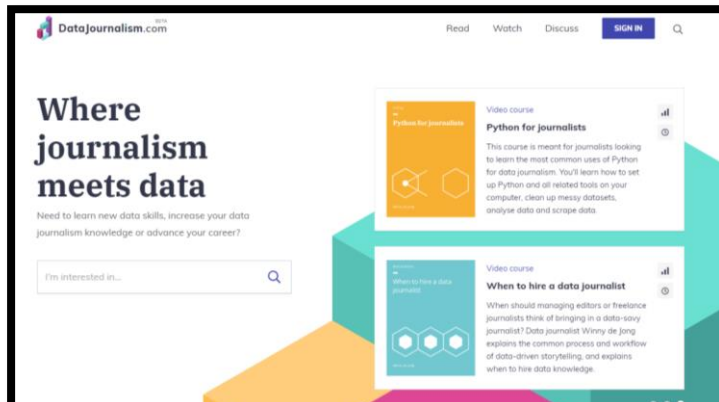 DataJournalism.com
BETA
Read Watch Discuss SIGN IN
Where
journalism
meets data
Need to learn new data skills, increase your data
journalism knowledge or advance your career?
I'm interested in...
Python for journalists
Video course
Python for journalists
This course is meant for journalists looking
to learn the most common uses of Python
for data journalism. You'll learn how to set
up Python and all related tools on your
computer, clean up messy datasets,
analyse data and scrape data.
When to hire a data
journalist
Video course
When to hire a data journalist
When should managing editors or freelance
journalists think of bringing in a data-savy
journalist? Data journalist Winny de Jong
explains the common process and workflow
of data-driven storytelling, and explains
when to hire data knowledge.